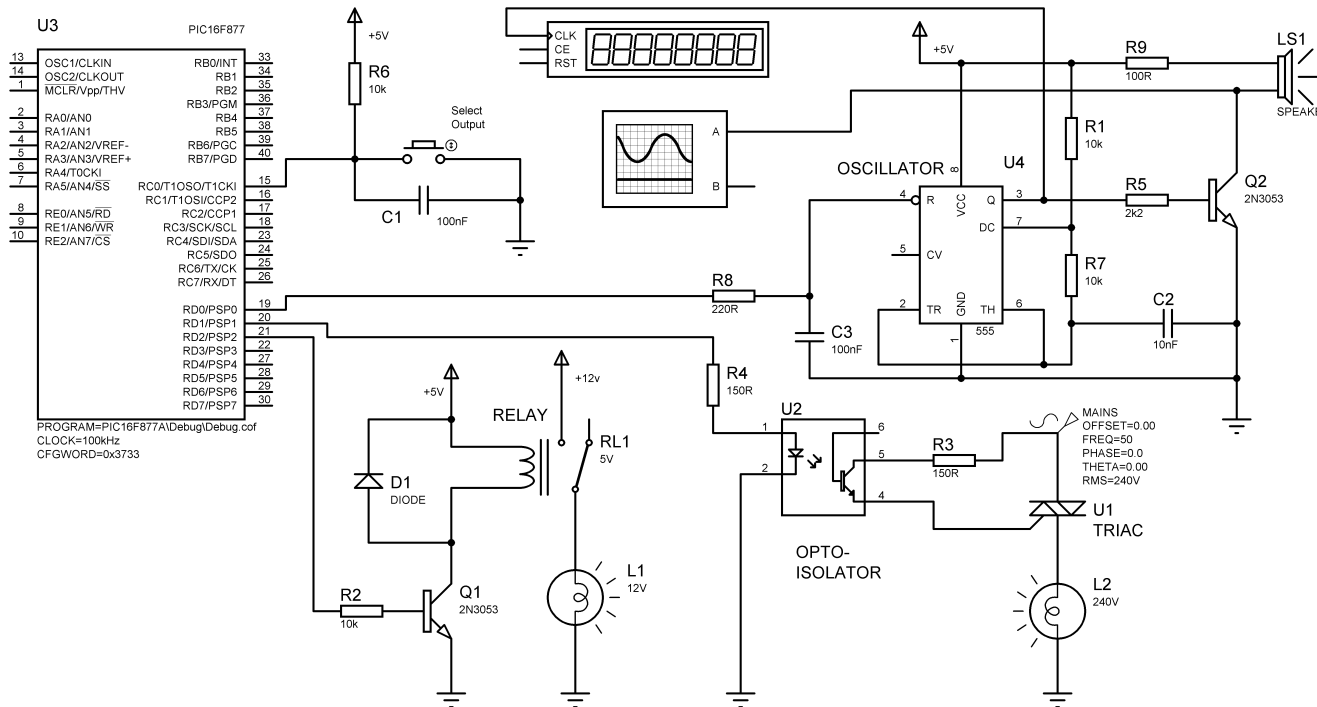 U3
PIC16F877
13 OSC1/CLKIN
14 OSC2/CLKOUT
1 MCLR/Vpp/THV
2 RA0/AN0
3 RA1/AN1
4 RA2/AN2/VREF-
5 RA3/AN3/VREF+
6 RA4/T0CKI
7 RA5/AN4/SS
8 RE0/AN5/RD
9 RE1/AN6/WR
10 RE2/AN7/CS
RB0/INT 33
RB1 34
RB2 35
RB3/PGM 36
RB4 37
RB5 38
RB6/PGC 39
RB7/PGD 40
RC0/T1OSO/T1CKI 15
RC1/T1OSI/CCP2 16
RC2/CCP1 17
RC3/SCK/SCL 18
RC4/SDI/SDA 23
RC5/SDO 24
RC6/TX/CK 25
RC7/RX/DT 26
RD0/PSP0 19
RD1/PSP1 20
RD2/PSP2 21
RD3/PSP3 22
RD4/PSP4 27
RD5/PSP5 28
RD6/PSP6 29
RD7/PSP7 30
PROGRAM=PIC16F877A\Debug\Debug.cof
CLOCK=100kHz
CFGWORD=0x3733
+5V
R6
10k
Select
Output
C1
100nF
CLK
CE
RST
88888888
A
B
+5V
R9
100R
LS1
SPEAKE
R1
10k
OSCILLATOR
U4
8
4 R
VCC
Q 3
DC 7
5 CV
2 TR
GND
TH 6
1
555
R5
2k2
Q2
2N3053
R7
10k
C2
10nF
R8
220R
C3
100nF
R4
150R
+5V
RELAY
+12v
RL1
5V
D1
DIODE
R2
10k
Q1
2N3053
L1
12V
U2
1
2
6
5
4
OPTO-
ISOLATOR
R3
150R
MAINS
OFFSET=0.00
FREQ=50
PHASE=0.0
THETA=0.00
RMS=240V
U1
TRIAC
L2
240V